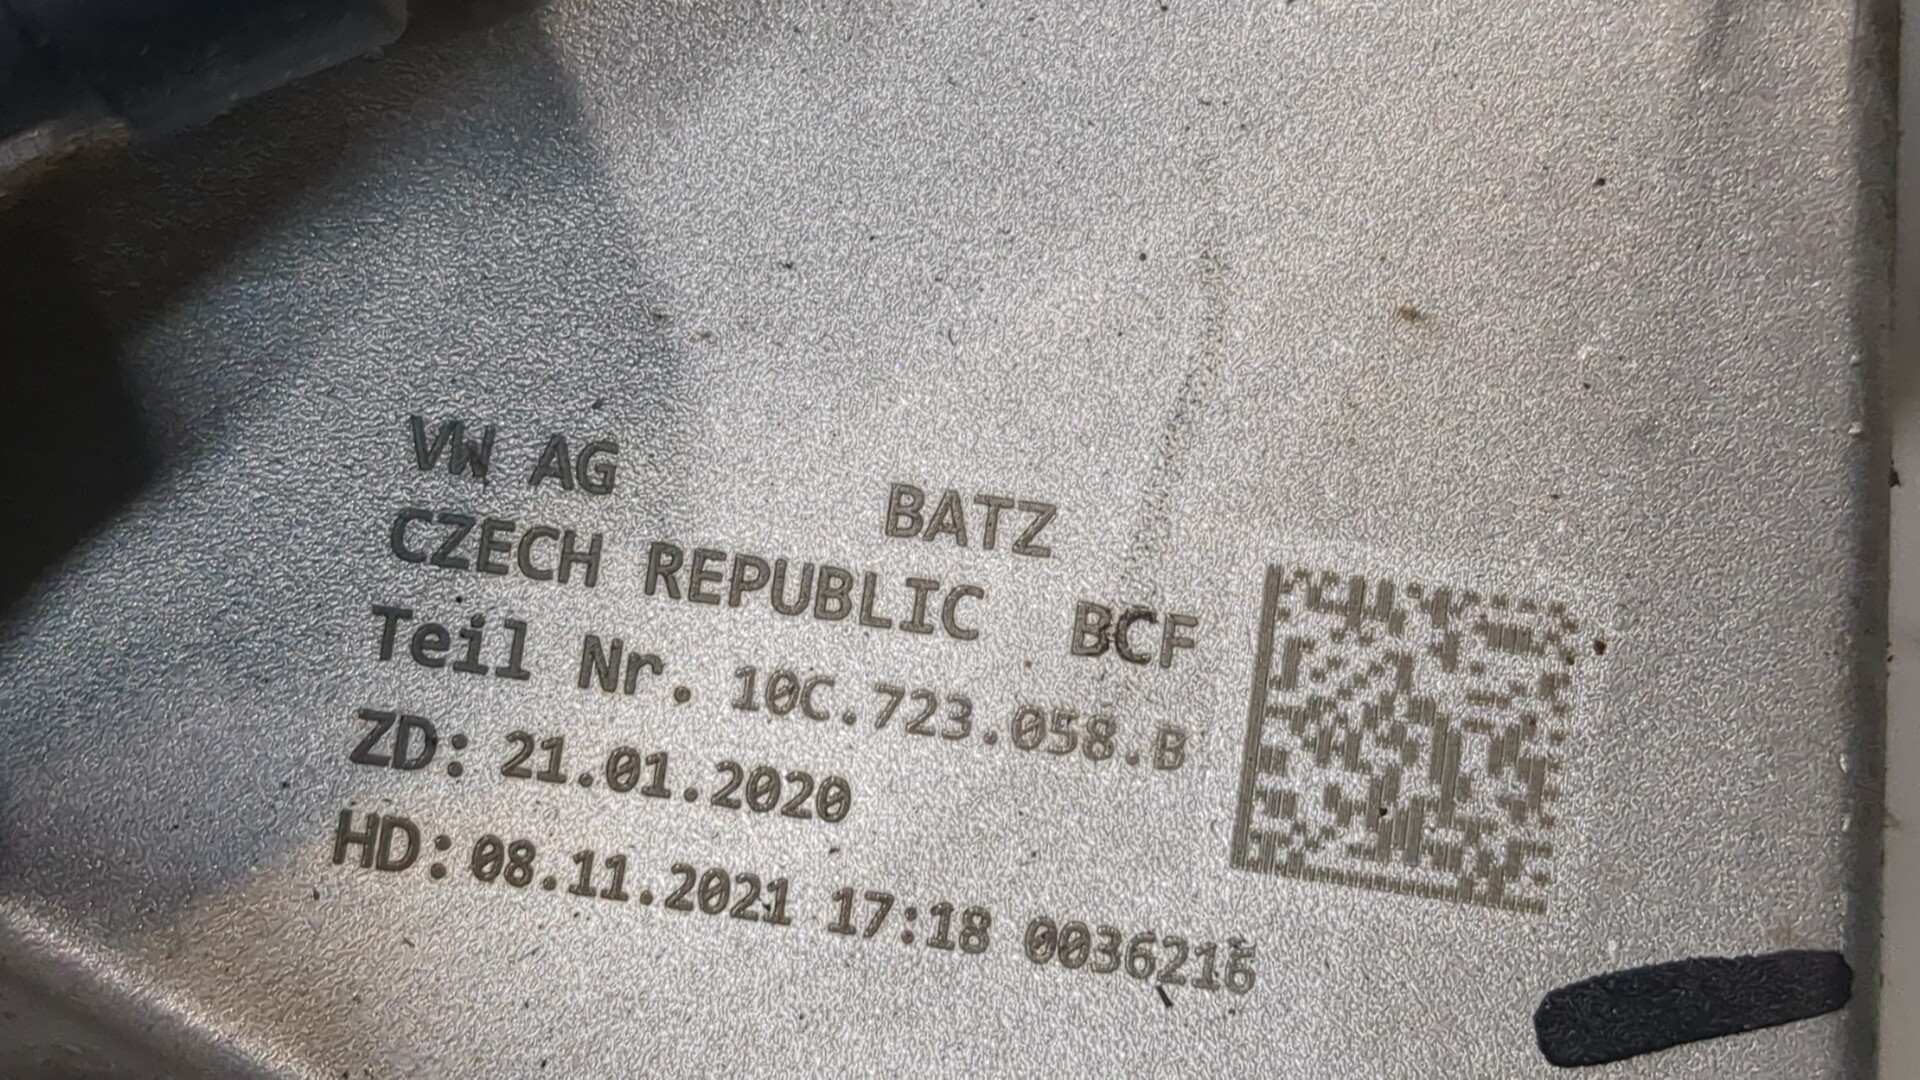 VW AG BATZ
CZECH REPUBLIC BCF
Teil Nr. 10C.723.058.B
ZD: 21.01.2020
HD: 08.11.2021 17:18 0036216